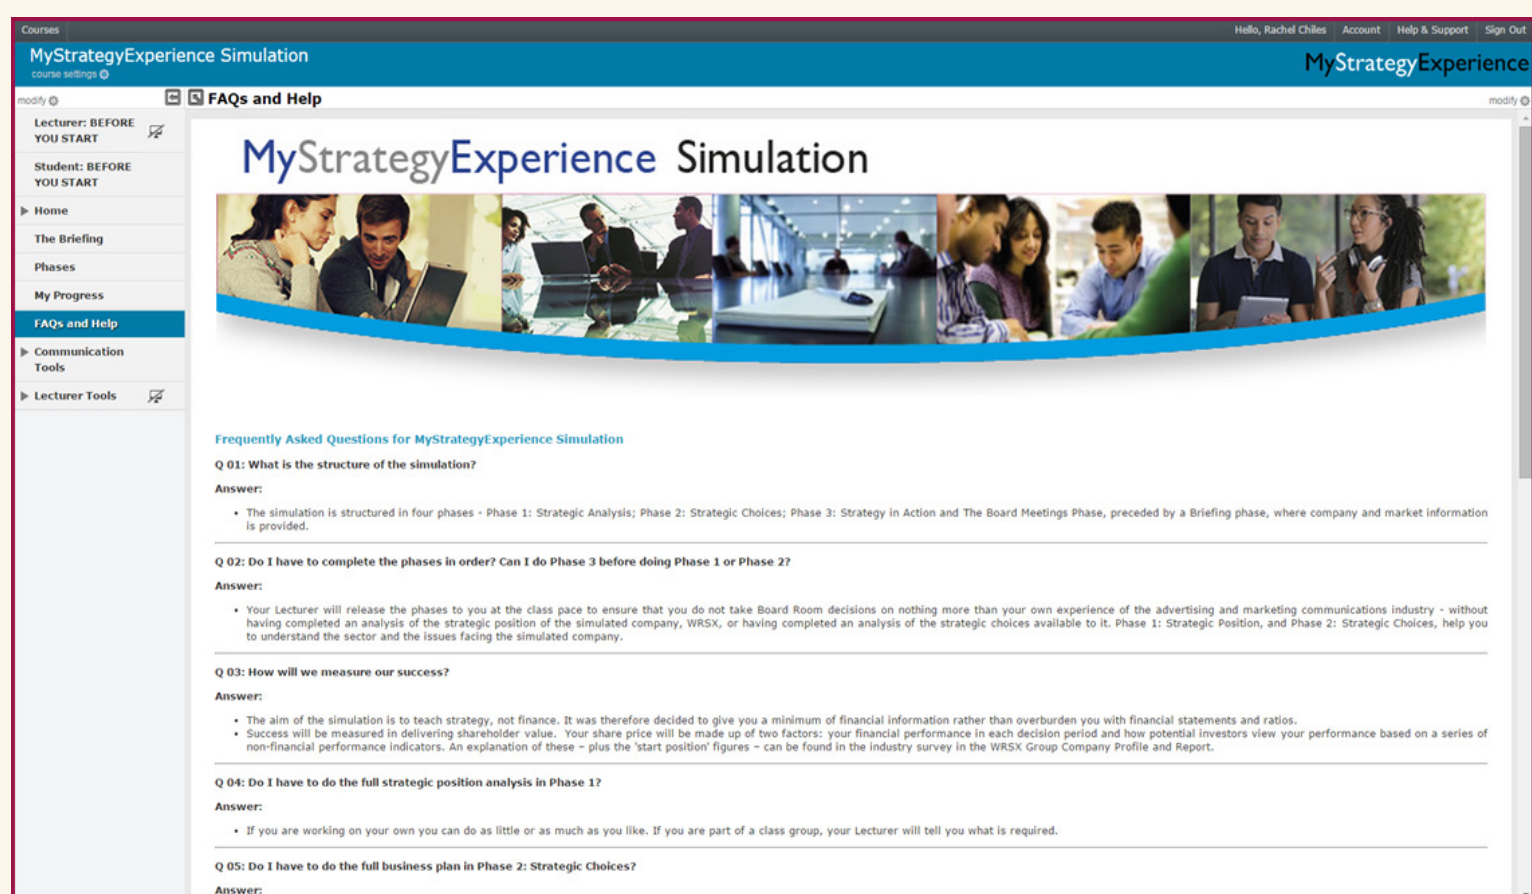 Courses
Hello, Rachel Chiles Account Help & Support Sign Out
MyStrategyExperience Simulation
course settings
MyStrategyExperience
modify
FAQs and Help
modify
Lecturer: BEFORE
YOU START
Student: BEFORE
YOU START
Home
The Briefing
Phases
My Progress
FAQs and Help
Communication
Tools
Lecturer Tools
MyStrategyExperience Simulation
Frequently Asked Questions for MyStrategyExperience Simulation
Q 01: What is the structure of the simulation?
Answer:
• The simulation is structured in four phases - Phase 1: Strategic Analysis; Phase 2: Strategic Choices; Phase 3: Strategy in Action and The Board Meetings Phase, preceded by a Briefing phase, where company and market information
is provided.
Q 02: Do I have to complete the phases in order? Can I do Phase 3 before doing Phase 1 or Phase 2?
Answer:
• Your Lecturer will release the phases to you at the class pace to ensure that you do not take Board Room decisions on nothing more than your own experience of the advertising and marketing communications industry - without
having completed an analysis of the strategic position of the simulated company, WRSX, or having completed an analysis of the strategic choices available to it. Phase 1: Strategic Position, and Phase 2: Strategic Choices, help you
to understand the sector and the issues facing the simulated company.
Q 03: How will we measure our success?
Answer:
• The aim of the simulation is to teach strategy, not finance. It was therefore decided to give you a minimum of financial information rather than overburden you with financial statements and ratios.
• Success will be measured in delivering shareholder value. Your share price will be made up of two factors: your financial performance in each decision period and how potential investors view your performance based on a series of
non-financial performance indicators. An explanation of these – plus the 'start position' figures – can be found in the industry survey in the WRSX Group Company Profile and Report.
Q 04: Do I have to do the full strategic position analysis in Phase 1?
Answer:
• If you are working on your own you can do as little or as much as you like. If you are part of a class group, your Lecturer will tell you what is required.
Q 05: Do I have to do the full business plan in Phase 2: Strategic Choices?
Answer: